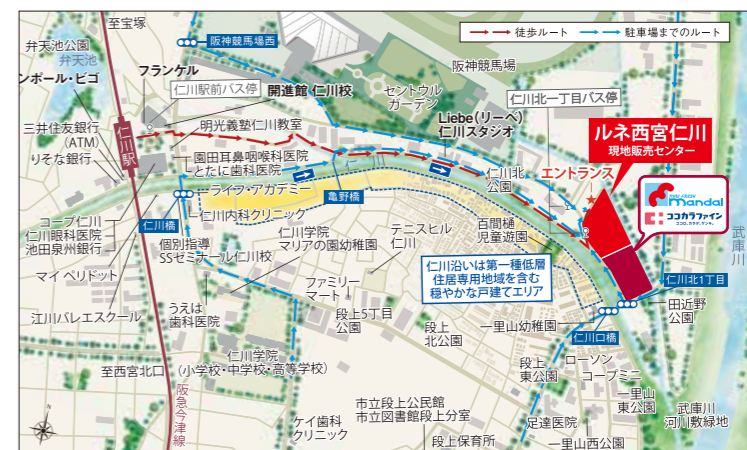 至宝塚
阪神競馬場西
徒歩ルート
駐車場までのルート
弁天池公園
弁天池
ンボール・ビゴ
フランケル
仁川駅前バス停
開進館 仁川校
セントウル
ガーデン
阪神競馬場
仁川北一丁目バス停
三井住友銀行
(ATM)
りそな銀行
仁川駅
明光義塾仁川教室
Liebe(リーベ)
仁川スタジオ
ルネ西宮仁川
現地販売センター
エントランス
園田耳鼻咽喉科医院
とたに歯科医院
仁川北
公園
mandai
ココカラファイン
ココロ、カラダ、ゲンキ。
武庫川
ライフ・アカデミー
亀野橋
仁川橋
仁川内科クリニック
コープ仁川
仁川眼科医院
池田泉州銀行
マイ ペリドット
個別指導
SSゼミナール仁川校
仁川学院
マリアの園幼稚園
テニスヒル
仁川
百間樋
児童遊園
仁川沿いは第一種低層
住居専用地域を含む
穏やかな戸建てエリア
仁川北1丁目
田近野
公園
江川バレエスクール
うえは
歯科医院
ファミリー
マート
段上5丁目
公園
段上
北公園
一里山幼稚園
仁川口橋
至西宮北口
阪急今津線
仁川学院
(小学校・中学校・高等学校)
段上
東公園
ローソン
コープミニ
一里山
東公園
武庫川
河川敷緑地
ケイ歯科
クリニック
市立段上公民館
市立図書館段上分室
段上保育所
足達医院
一里山西公園